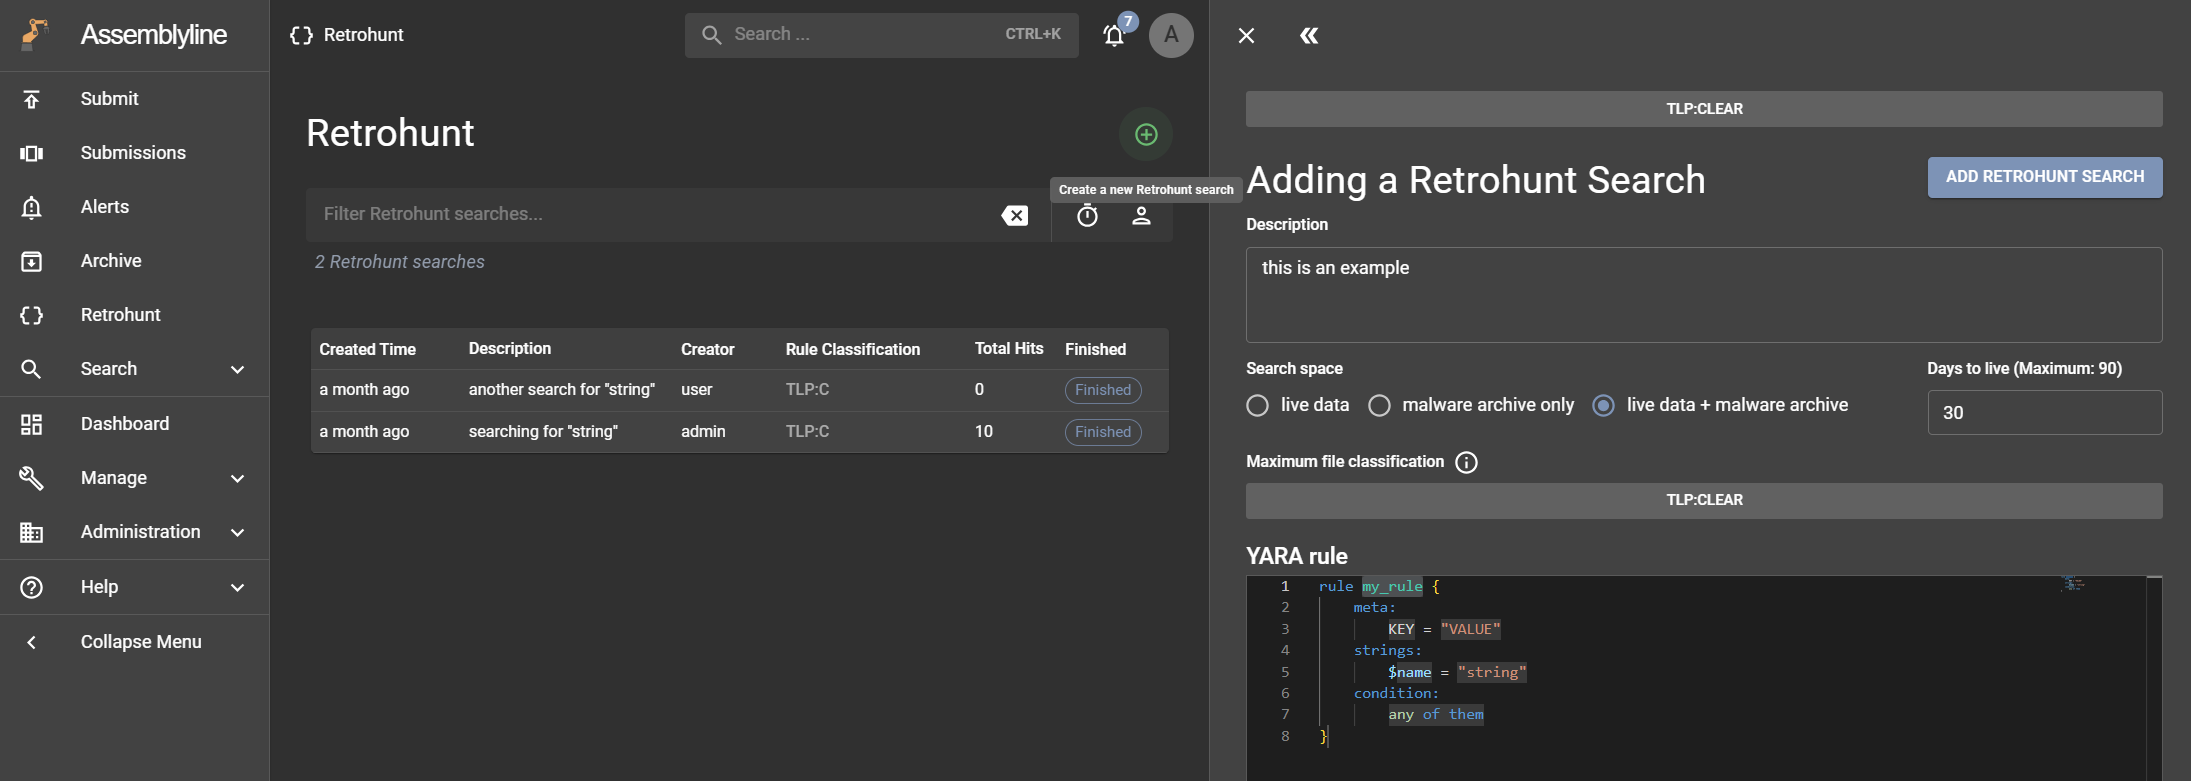 Assemblyline
Submit
Submissions
Alerts
Archive
Retrohunt
Search
Dashboard
Manage
Administration
Help
Collapse Menu
Retrohunt
Search ... CTRL+K
7
A
Retrohunt
Create a new Retrohunt search
Filter Retrohunt searches...
2 Retrohunt searches
Created Time Description Creator Rule Classification Total Hits Finished
a month ago another search for "string" user TLP:C 0 Finished
a month ago searching for "string" admin TLP:C 10 Finished
TLP:CLEAR
Adding a Retrohunt Search
ADD RETROHUNT SEARCH
Description
this is an example
Search space
live data malware archive only live data + malware archive
Days to live (Maximum: 90)
30
Maximum file classification
TLP:CLEAR
YARA rule
1 rule my_rule {
2 meta:
3 KEY = "VALUE"
4 strings:
5 $name = "string"
6 condition:
7 any of them
8 }